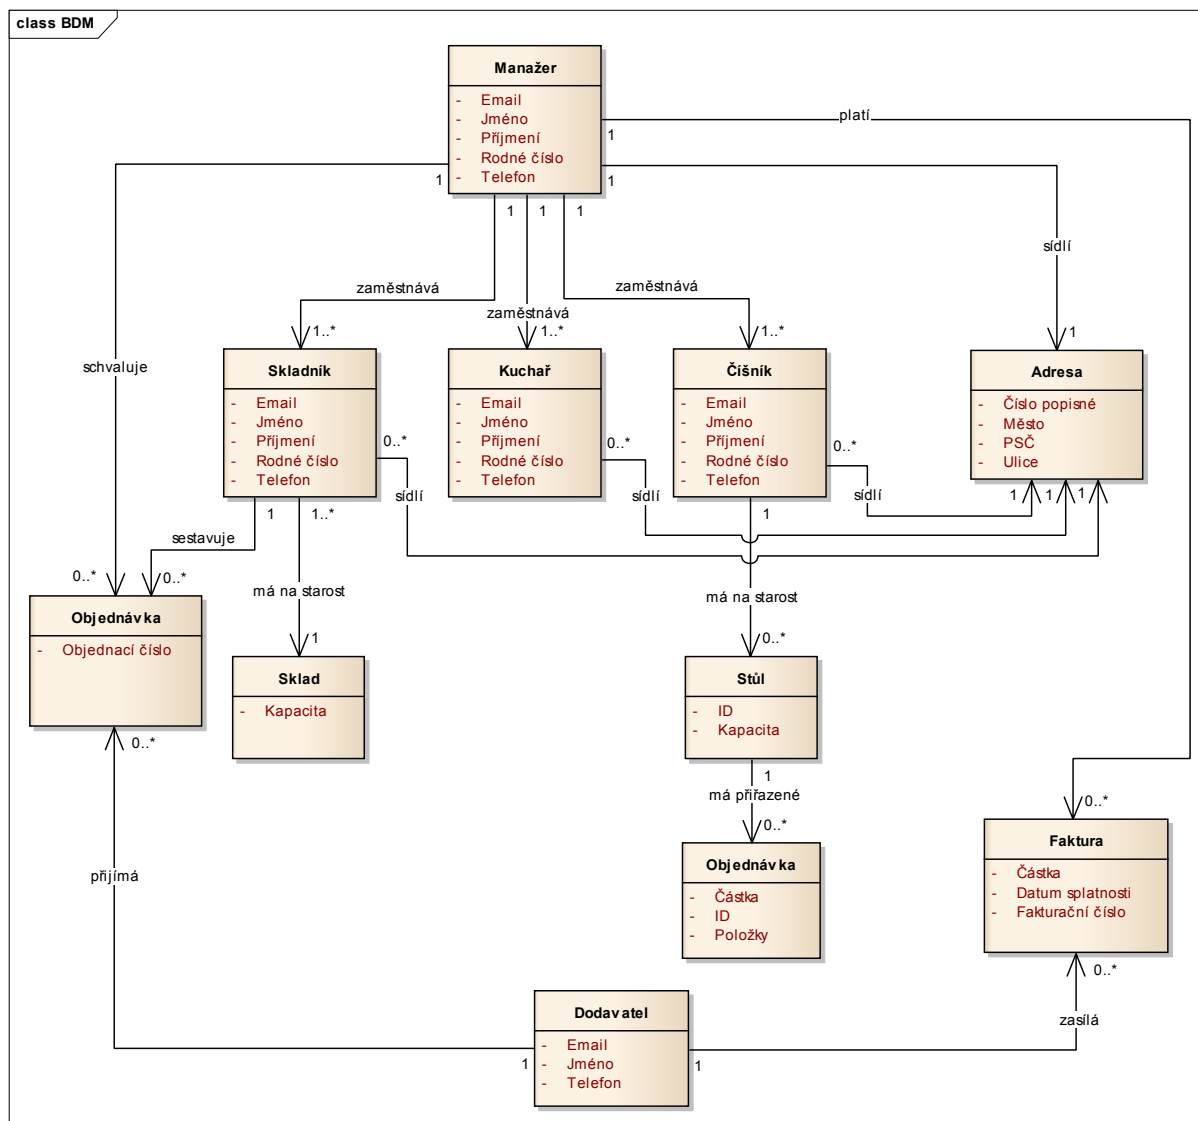 class BDM
Manažer
- Email
- Jméno
- Příjmení
- Rodné číslo
- Telefon
platí
1
1
1
1
1
1
schvaluje
zaměstnává
zaměstnává
zaměstnává
sídlí
1..*
1..*
1..*
1
Skladník
- Email
- Jméno
- Příjmení
- Rodné číslo
- Telefon
Kuchař
- Email
- Jméno
- Příjmení
- Rodné číslo
- Telefon
Číšník
- Email
- Jméno
- Příjmení
- Rodné číslo
- Telefon
Adresa
- Číslo popisné
- Město
- PSČ
- Ulice
0..*
sídlí
0..*
sídlí
0..*
sídlí
1
1
1
1
1..*
1
sestavuje
má na starost
má na starost
0..*
0..*
1
0..*
Objednávka
- Objednací číslo
Sklad
- Kapacita
Stůl
- ID
- Kapacita
0..*
1
má přiřazené
0..*
0..*
Objednávka
- Částka
- ID
- Položky
Faktura
- Částka
- Datum splatnosti
- Fakturační číslo
přijímá
0..*
zasílá
Dodavatel
- Email
- Jméno
- Telefon
1
1